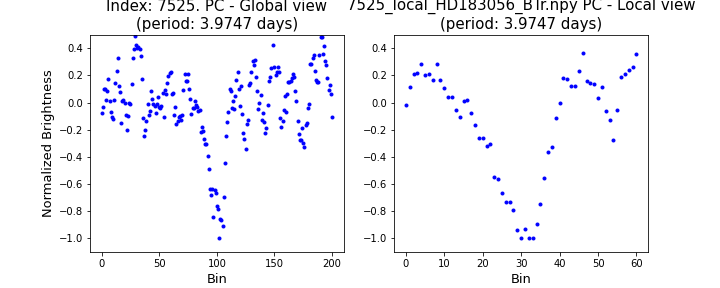 Index: 7525. PC - Global view
(period: 3.9747 days)
7525_local_HD183056_BTr.npy PC - Local view
(period: 3.9747 days)
Normalized Brightness
0.4
0.2
0.0
−0.2
−0.4
−0.6
−0.8
−1.0
0 50 100 150 200
Bin
0.4
0.2
0.0
−0.2
−0.4
−0.6
−0.8
−1.0
0 10 20 30 40 50 60
Bin